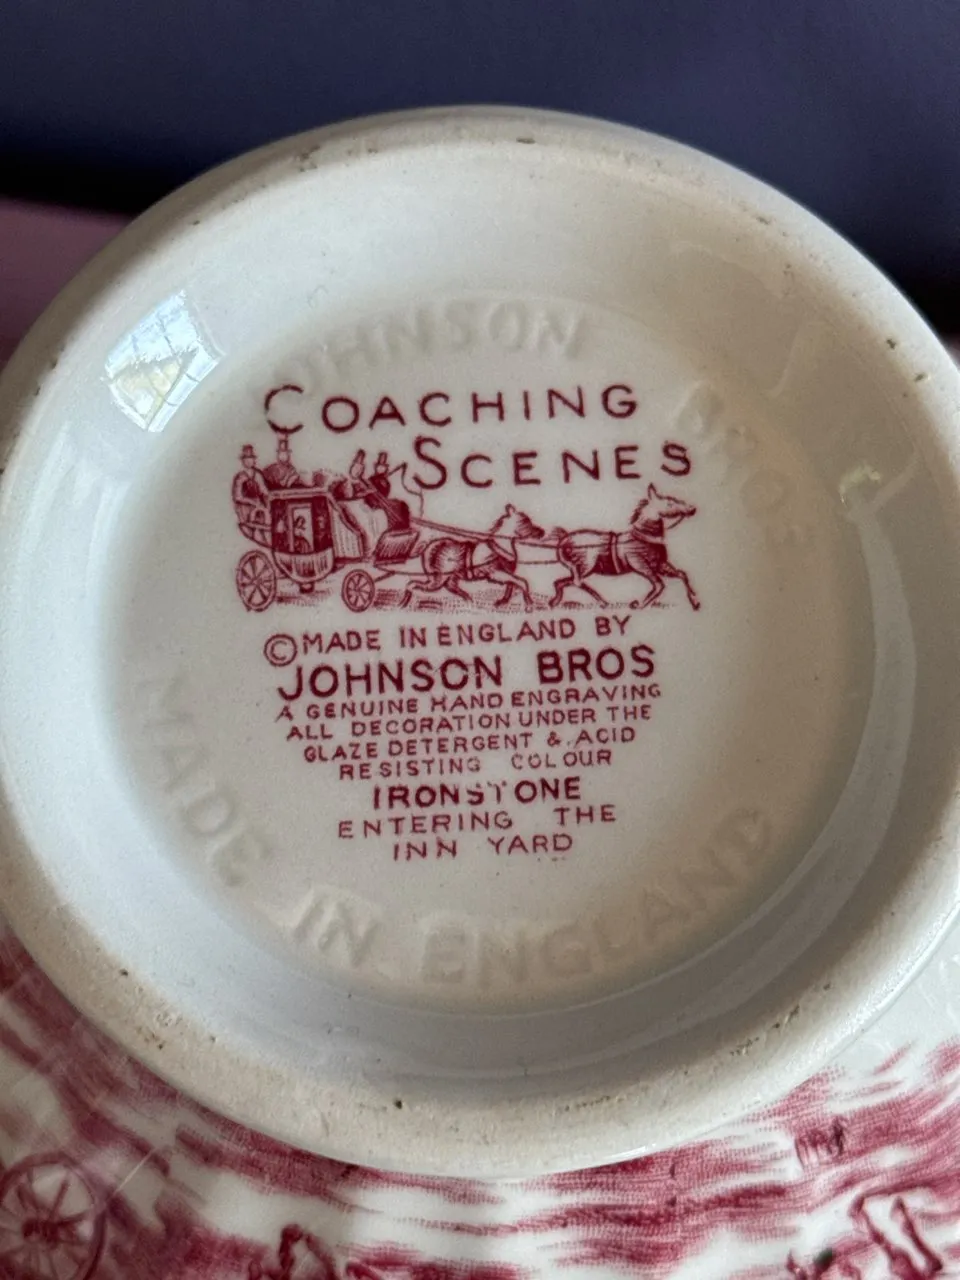 JOHNSON BROS
COACHING
SCENES
© MADE IN ENGLAND BY
JOHNSON BROS
A GENUINE HAND ENGRAVING
ALL DECORATION UNDER THE
GLAZE DETERGENT & ACID
RESISTING COLOUR
IRONSTONE
ENTERING THE
INN YARD
MADE IN ENGLAND